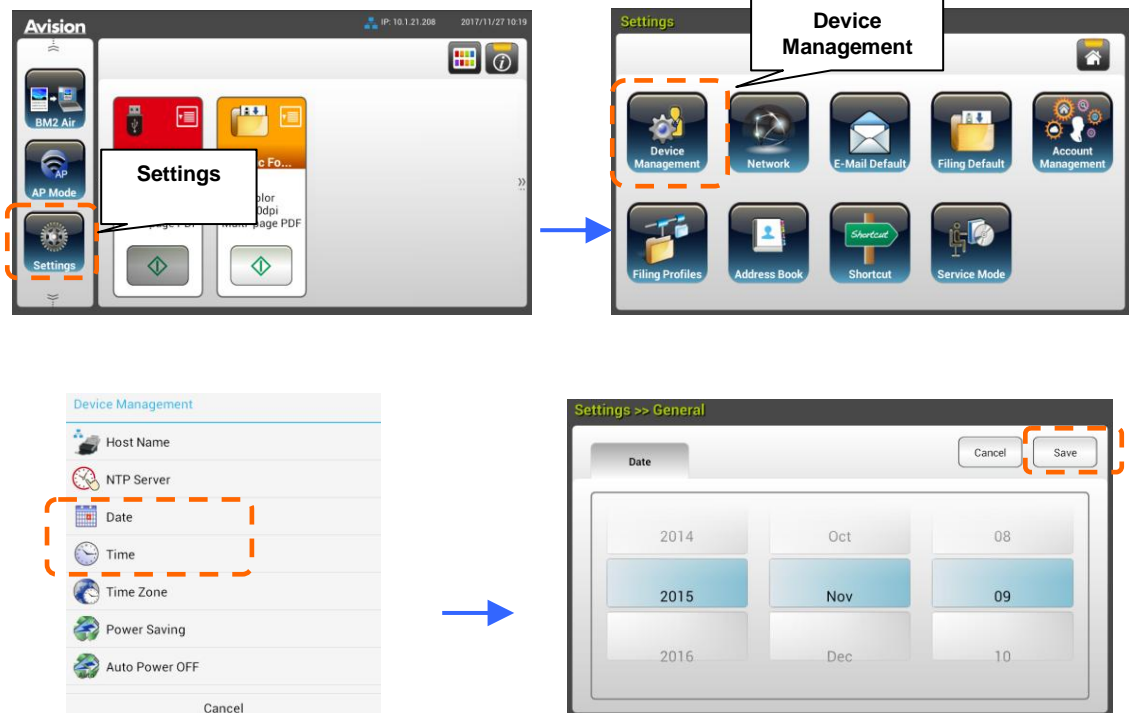 Avision
IP: 10.1.21.208 2017/11/27 10:19
BM2 Air
AP
AP Mode
Settings
Settings
c Fo...
page PDF
Multi-page PDF
Settings
Device
Management
Device
Management
Network
E-Mail Default
Filing Default
Account
Management
Filing Profiles
Address Book
Shortcut
Shortcut
Service Mode
Device Management
Host Name
NTP Server
Date
Time
Time Zone
Power Saving
Auto Power OFF
Cancel
Settings >> General
Date
Cancel
Save
2014 Oct 08
2015 Nov 09
2016 Dec 10